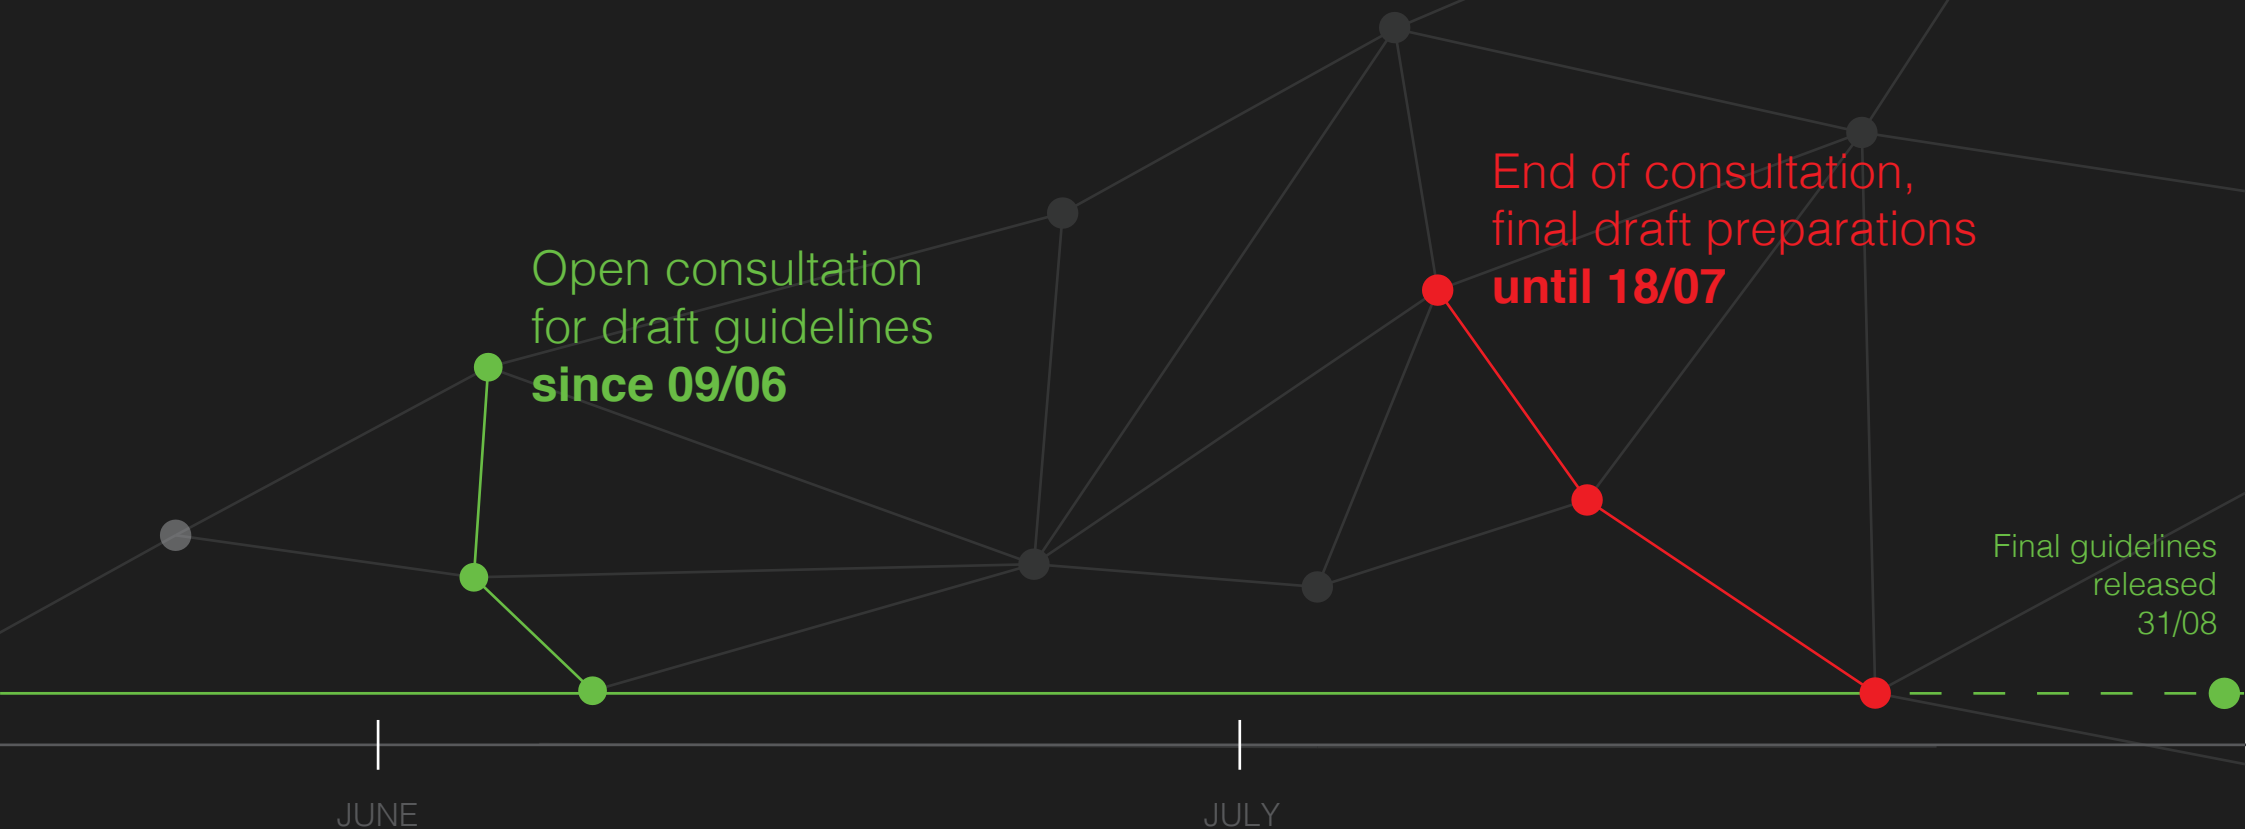 Open consultation
for draft guidelines
since 09/06
End of consultation,
final draft preparations
until 18/07
Final guidelines
released
31/08
JUNE
JULY